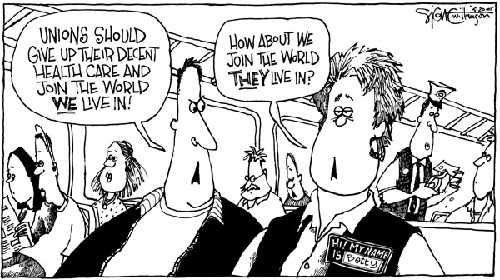 UNIONS SHOULD
GIVE UP THEIR DECENT
HEALTH CARE AND
JOIN THE WORLD
WE LIVE IN!
HOW ABOUT WE
JOIN THE WORLD
THEY LIVE IN?
HI! MY NAME
IS Betty